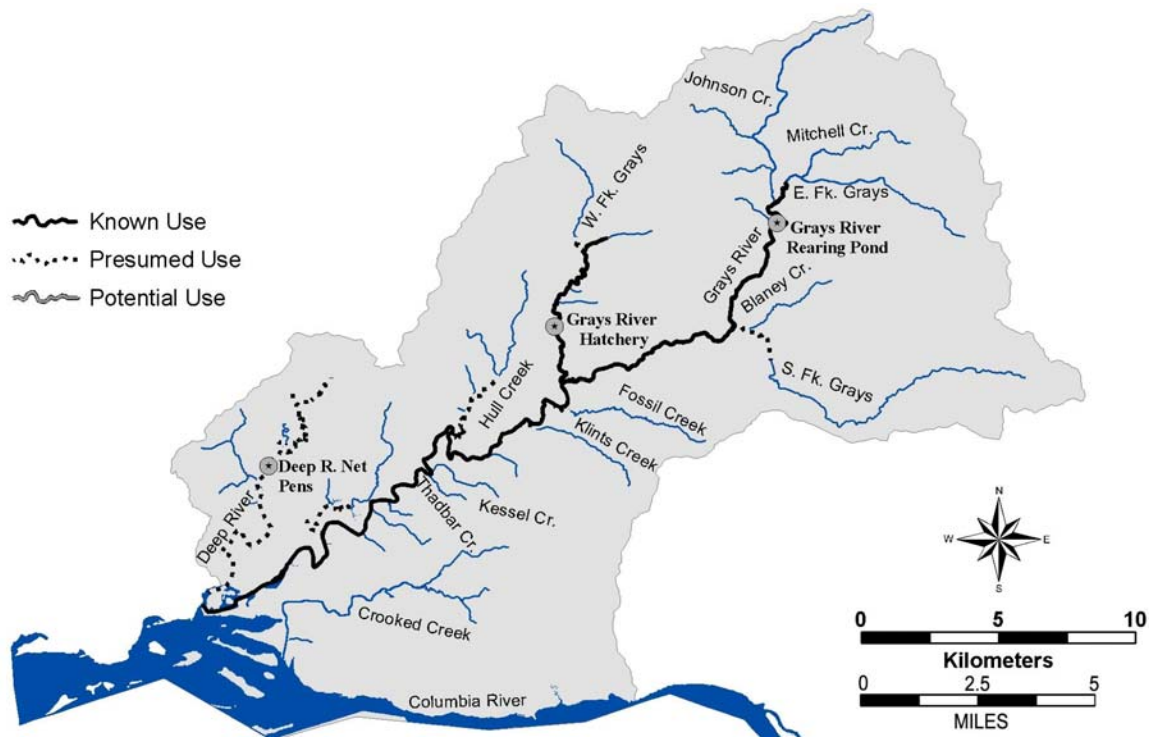 Johnson Cr.
Mitchell Cr.
W. Fk. Grays
E. Fk. Grays
Known Use
Presumed Use
Potential Use
Grays River
Rearing Pond
Grays River
Blaney Cr.
Grays River
Hatchery
S. Fk. Grays
Hull Creek
Fossil Creek
Klints Creek
Deep R. Net
Pens
Deep River
Thadbar Cr.
Kessel Cr.
Crooked Creek
Columbia River
N
W
E
S
0
5
10
Kilometers
0
2.5
5
MILES